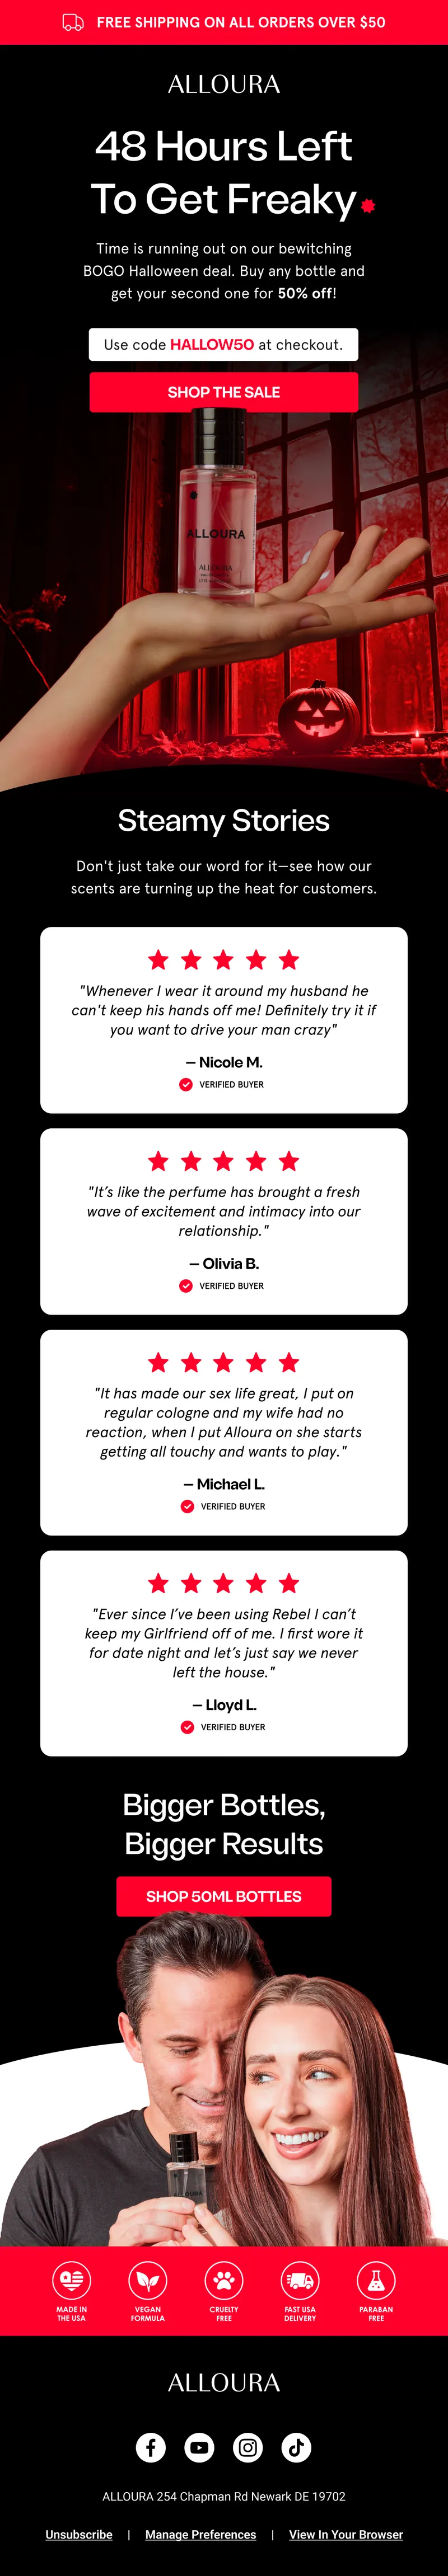 FREE SHIPPING ON ALL ORDERS OVER $50
ALLOURA
48 Hours Left
To Get Freaky
Time is running out on our bewitching
BOGO Halloween deal. Buy any bottle and
get your second one for 50% off!
Use code HALLOW50 at checkout.
SHOP THE SALE
ALLOURA
ALLOURA
Steamy Stories
Don't just take our word for it—see how our
scents are turning up the heat for customers.
"Whenever I wear it around my husband he
can't keep his hands off me! Definitely try it if
you want to drive your man crazy"
— Nicole M.
VERIFIED BUYER
"It’s like the perfume has brought a fresh
wave of excitement and intimacy into our
relationship."
— Olivia B.
VERIFIED BUYER
"It has made our sex life great, I put on
regular cologne and my wife had no
reaction, when I put Alloura on she starts
getting all touchy and wants to play."
— Michael L.
VERIFIED BUYER
"Ever since I’ve been using Rebel I can’t
keep my Girlfriend off of me. I first wore it
for date night and let’s just say we never
left the house."
— Lloyd L.
VERIFIED BUYER
Bigger Bottles,
Bigger Results
SHOP 50ML BOTTLES
MADE IN
THE USA
VEGAN
FORMULA
CRUELTY
FREE
FAST USA
DELIVERY
PARABAN
FREE
ALLOURA
ALLOURA 254 Chapman Rd Newark DE 19702
Unsubscribe | Manage Preferences | View In Your Browser